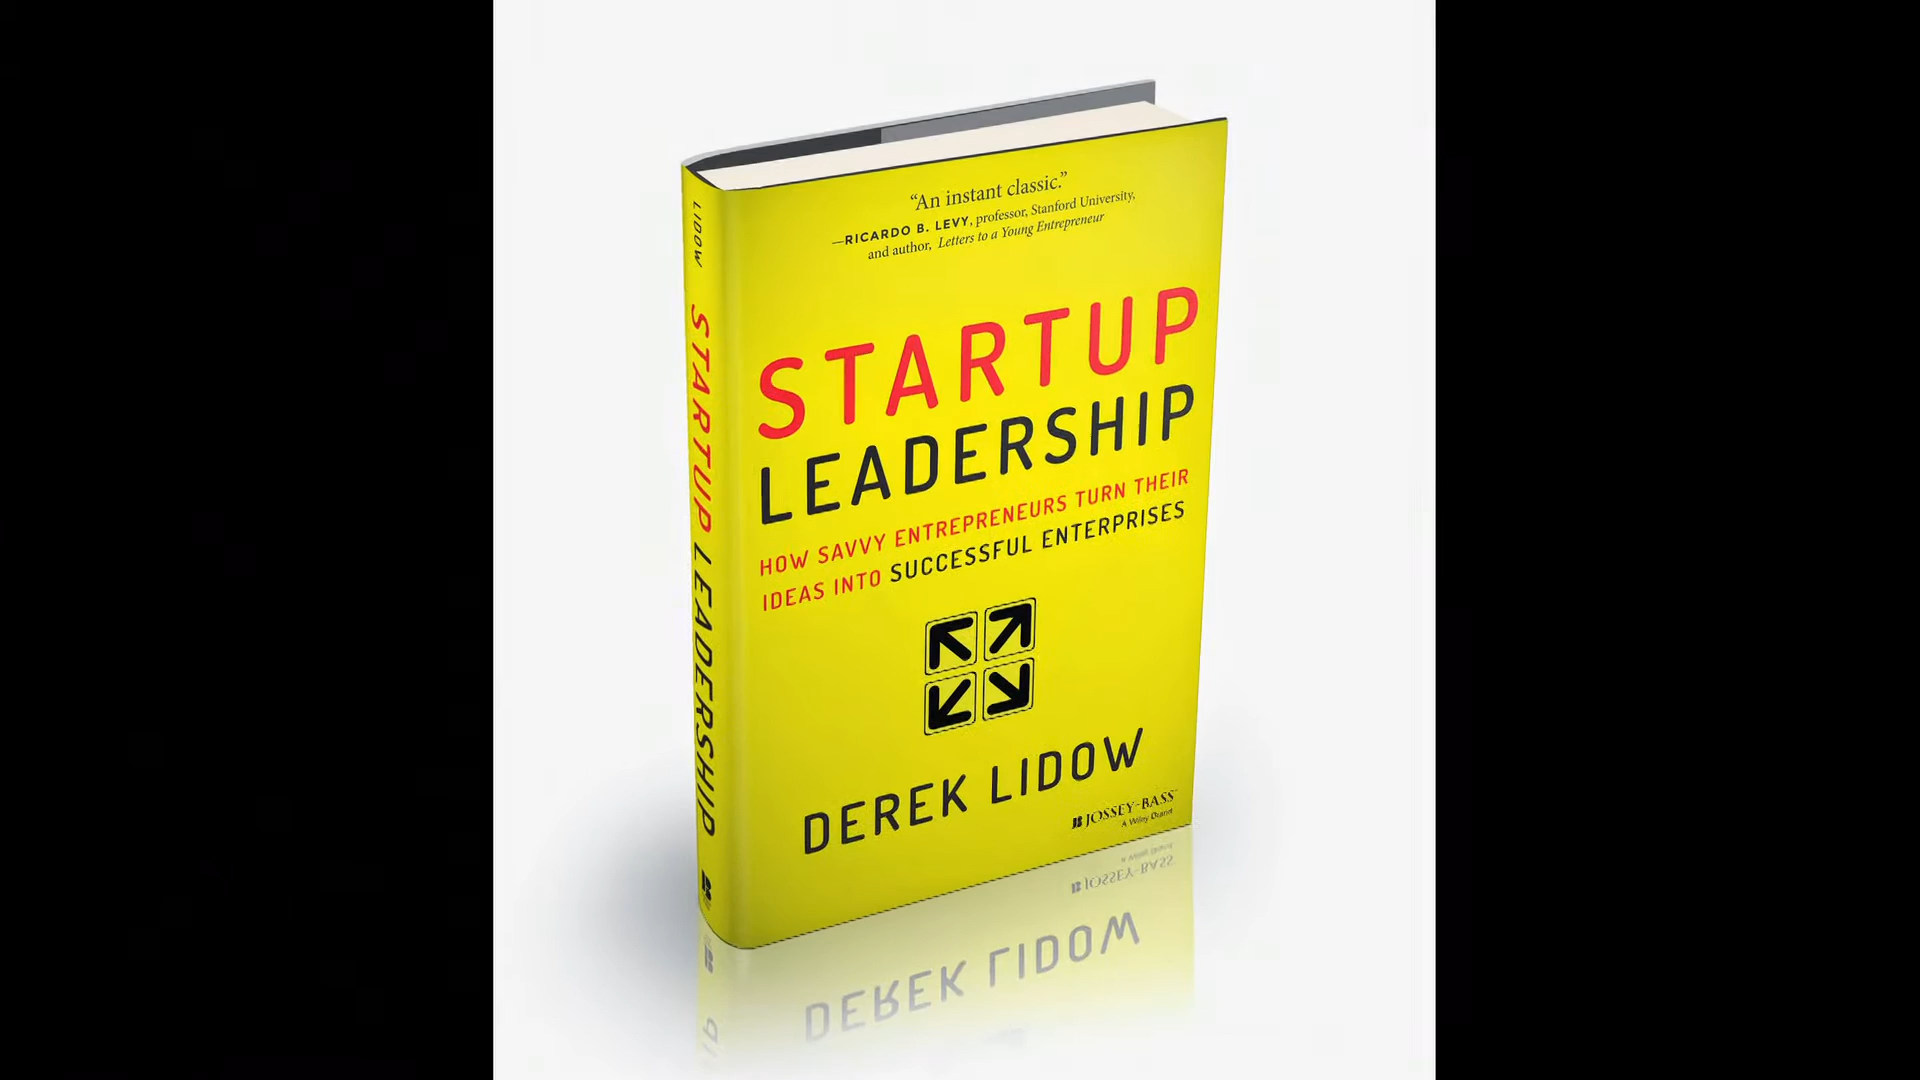 “An instant classic.”
—RICARDO B. LEVY, professor, Stanford University,
and author, Letters to a Young Entrepreneur
STARTUP
LEADERSHIP
HOW SAVVY ENTREPRENEURS TURN THEIR
IDEAS INTO SUCCESSFUL ENTERPRISES
DEREK LIDOW
JOSSEY-BASS
A Wiley Brand
LIDOW STARTUP LEADERSHIP